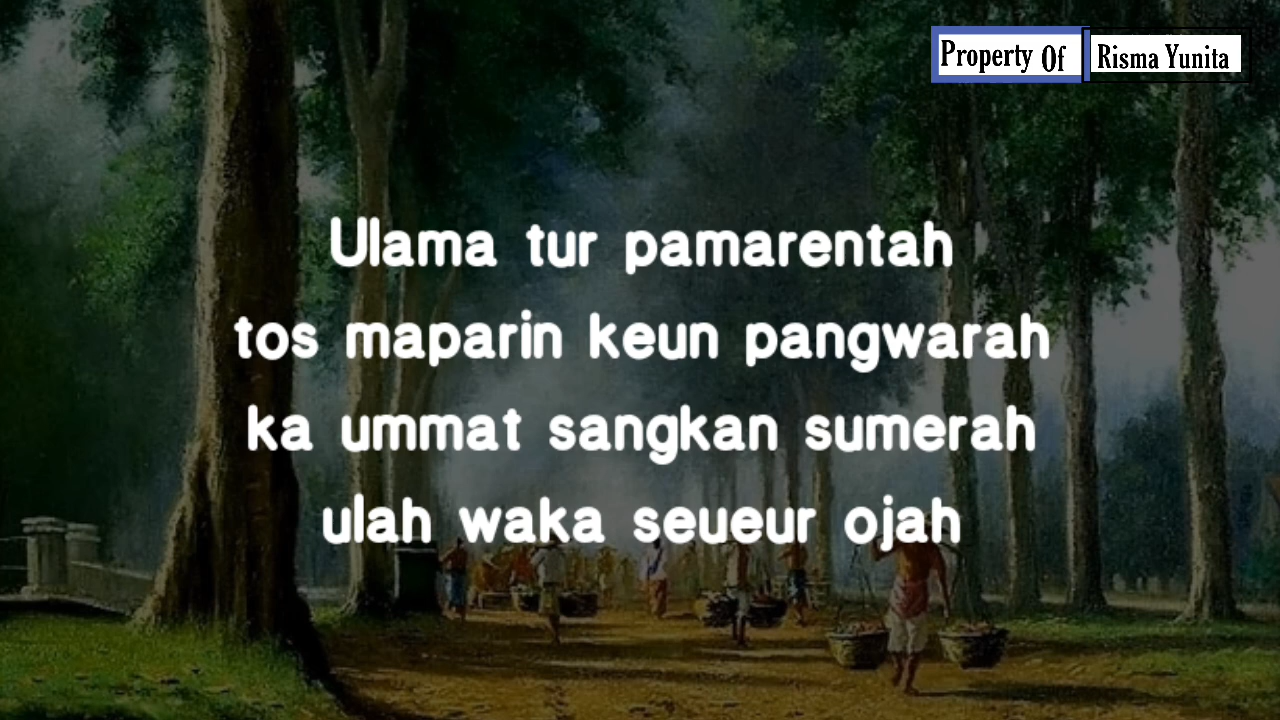 Property Of Risma Yunita
Ulama tur pamarentah
tos maparin keun pangwarah
ka ummat sangkan sumerah
ulah waka seueur ojah